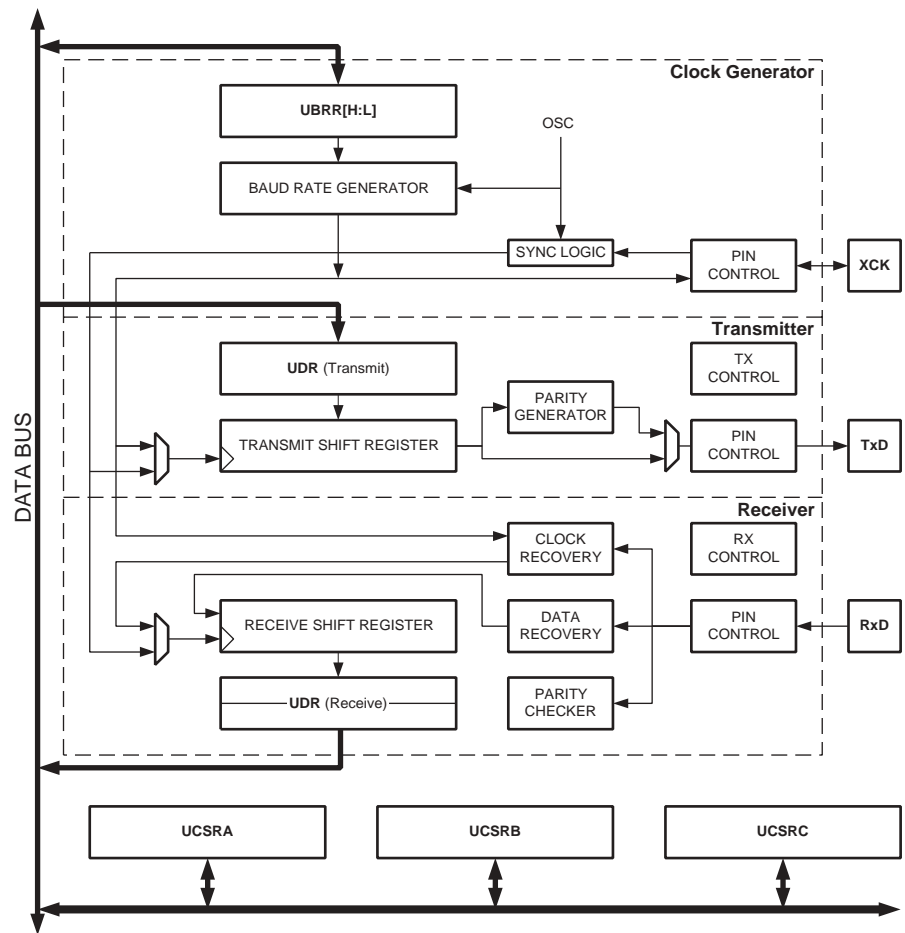 Clock Generator
UBRR[H:L]
OSC
BAUD RATE GENERATOR
SYNC LOGIC
PIN
CONTROL
XCK
Transmitter
UDR (Transmit)
TX
CONTROL
PARITY
GENERATOR
TRANSMIT SHIFT REGISTER
PIN
CONTROL
TxD
DATA BUS
Receiver
CLOCK
RECOVERY
RX
CONTROL
RECEIVE SHIFT REGISTER
DATA
RECOVERY
PIN
CONTROL
RxD
UDR (Receive)
PARITY
CHECKER
UCSRA
UCSRB
UCSRC